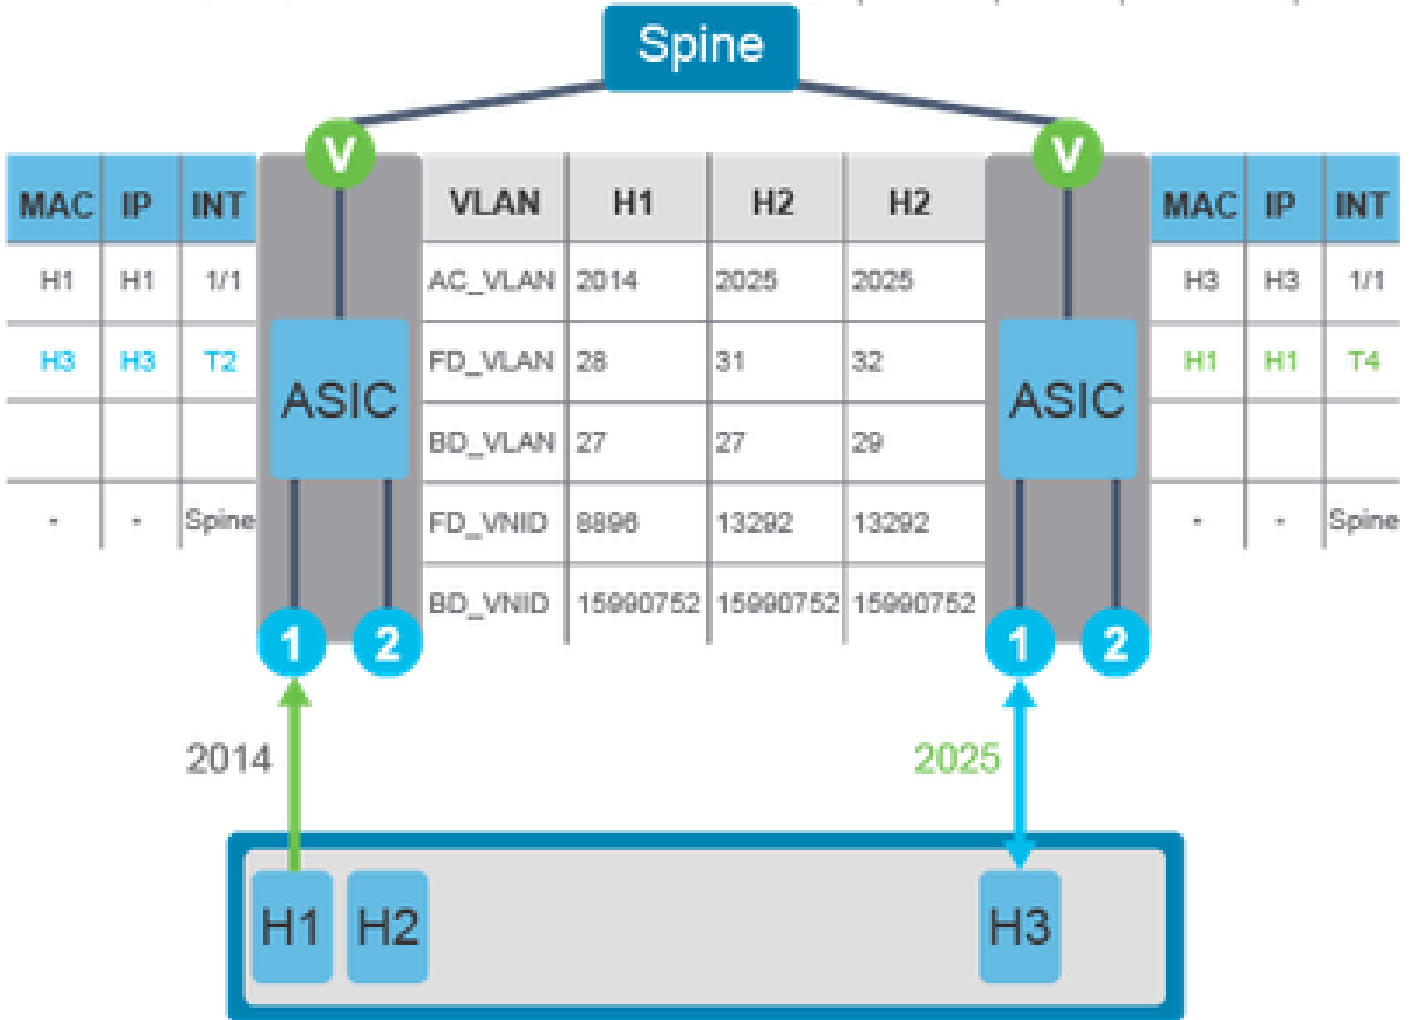 Spine
V V
MAC IP INT VLAN H1 H2 H2 MAC IP INT
H1 H1 1/1 AC_VLAN 2014 2025 2025 H3 H3 1/1
H3 H3 T2 ASIC FD_VLAN 28 31 32 ASIC H1 H1 T4
BD_VLAN 27 27 29
- - Spine FD_VNID 8896 13292 13292 - - Spine
BD_VNID 15990752 15990752 15990752
1 2 1 2
2014 2025
H1 H2 H3